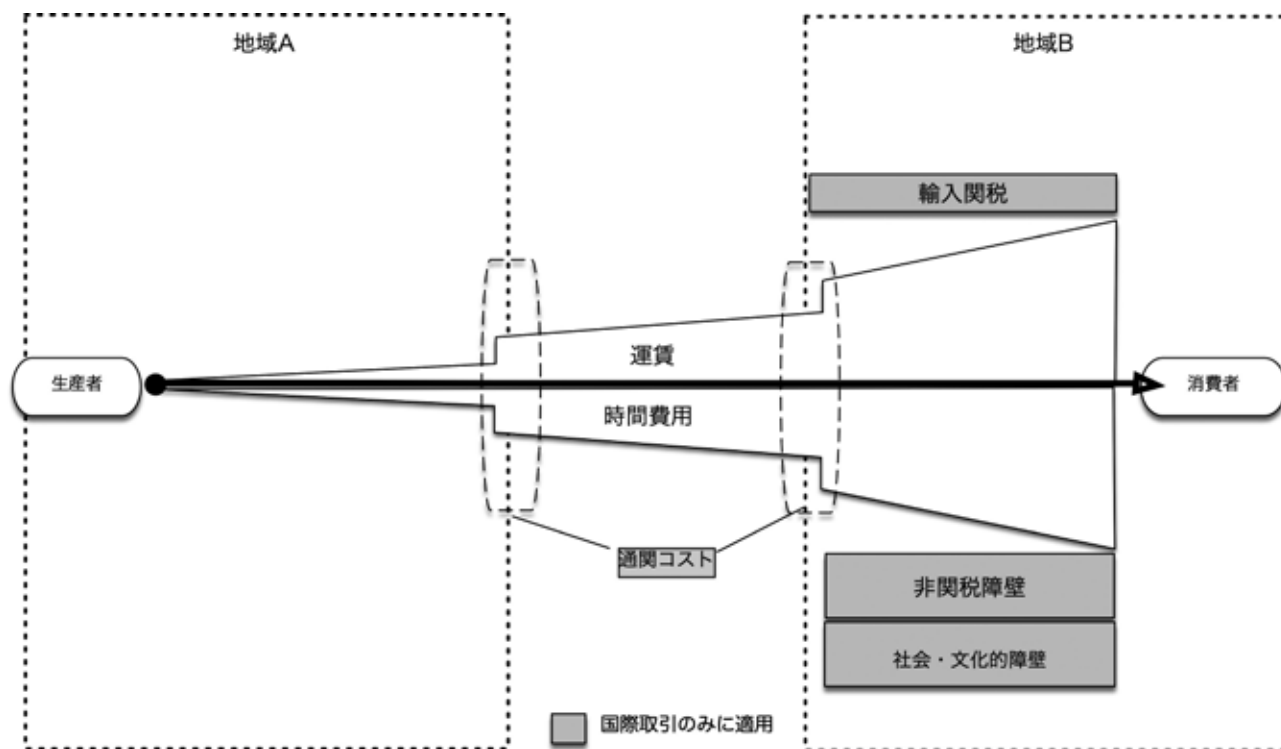 地域A
地域B
輸入関税
運賃
生産者
消費者
時間費用
通関コスト
非関税障壁
社会・文化的障壁
国際取引のみに適用